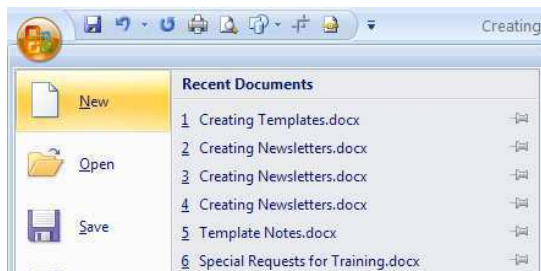 Creating
New
Open
Save
Recent Documents
1 Creating Templates.docx
2 Creating Newsletters.docx
3 Creating Newsletters.docx
4 Creating Newsletters.docx
5 Template Notes.docx
6 Special Requests for Training.docx